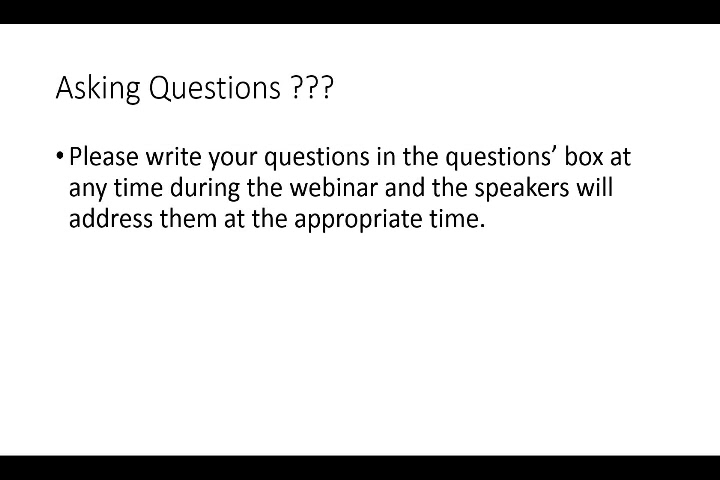 Asking Questions ???
• Please write your questions in the questions’ box at
any time during the webinar and the speakers will
address them at the appropriate time.